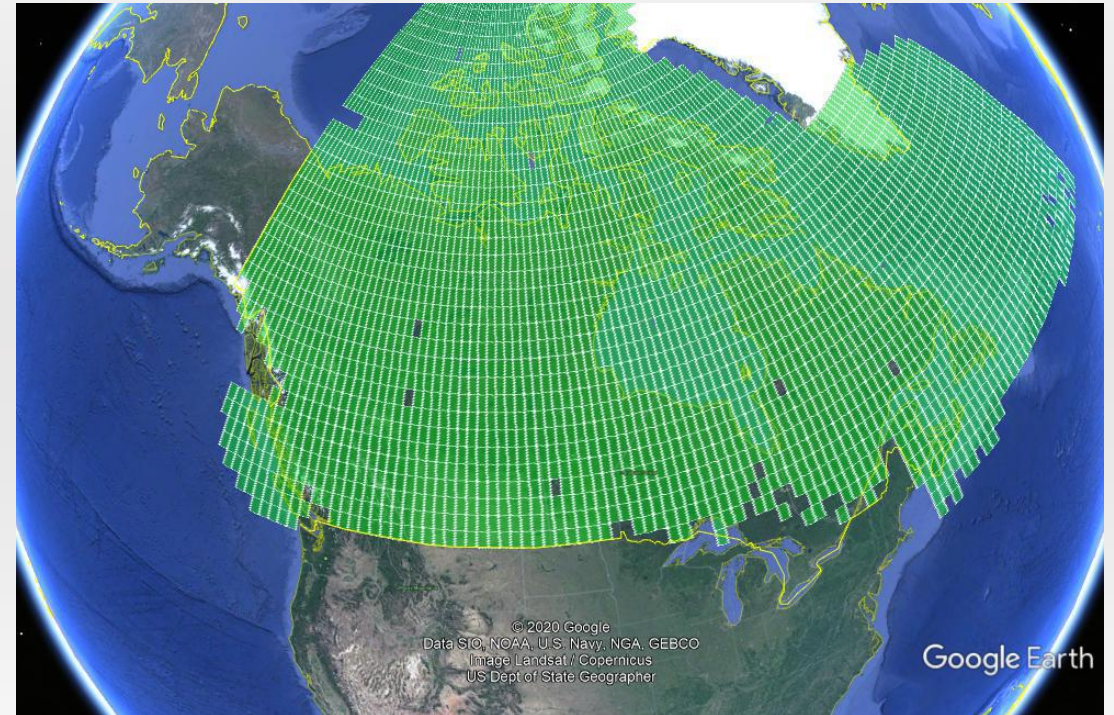 © 2020 Google
Data SIO, NOAA, U.S. Navy, NGA, GEBCO
Image Landsat / Copernicus
US Dept of State Geographer
Google Earth